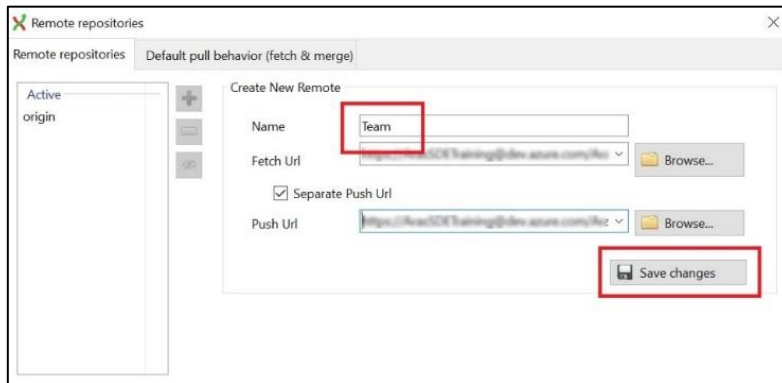 Remote repositories
Remote repositories Default pull behavior (fetch & merge)
Active
origin
Create New Remote
Name Team
Fetch Url Browse...
Separate Push Url
Push Url Browse...
Save changes